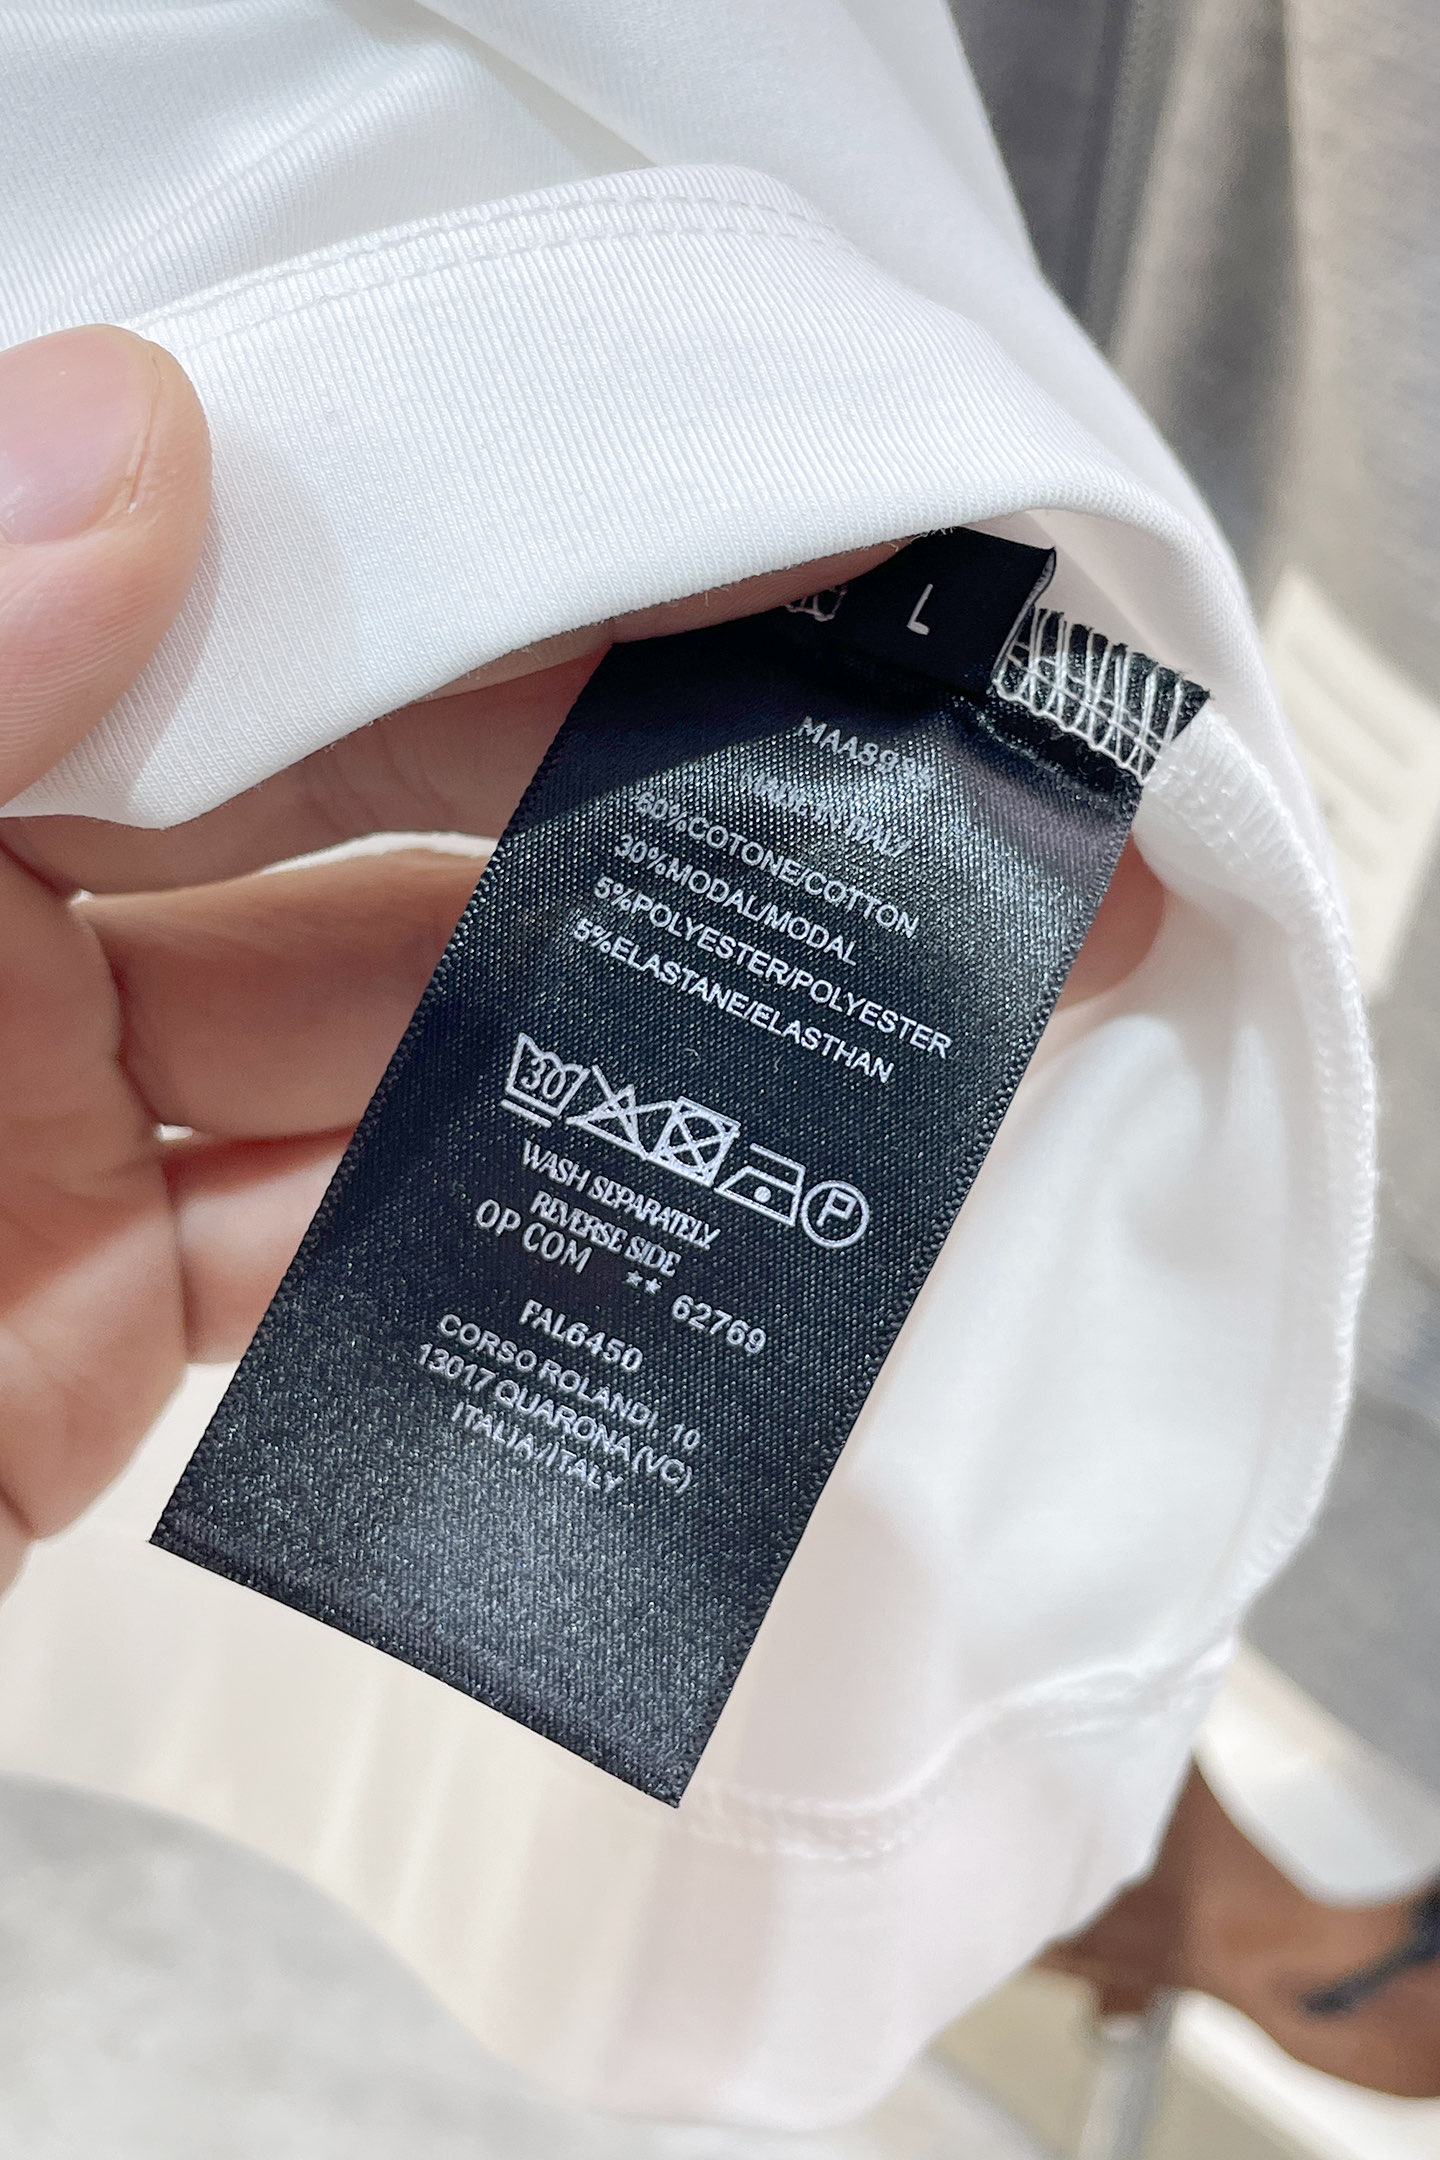 L
60%COTONE/COTTON
30%MODAL/MODAL
5%POLYESTER/POLYESTER
5%ELASTANE/ELASTHAN
30
P
WASH SEPARATELY
REVERSE SIDE
OP COM ** 62769
FAL6450
CORSO ROLANDI, 10
13017 QUARONA(VC)
ITALIA/ITALY